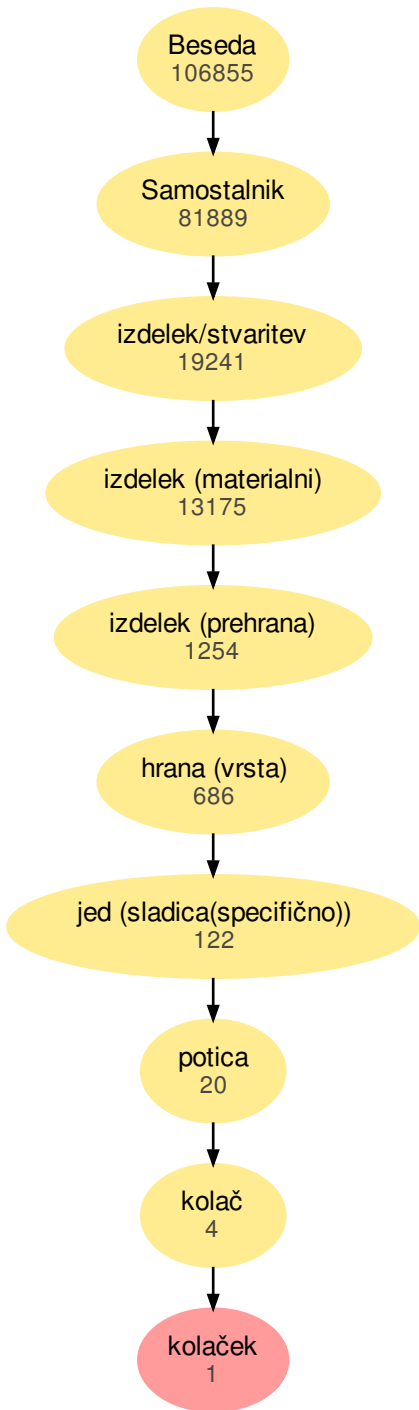 Beseda
106855
Samostalnik
81889
izdelek/stvaritev
19241
izdelek (materialni)
13175
izdelek (prehrana)
1254
hrana (vrsta)
686
jed (sladica(specifično))
122
potica
20
kolač
4
kolaček
1